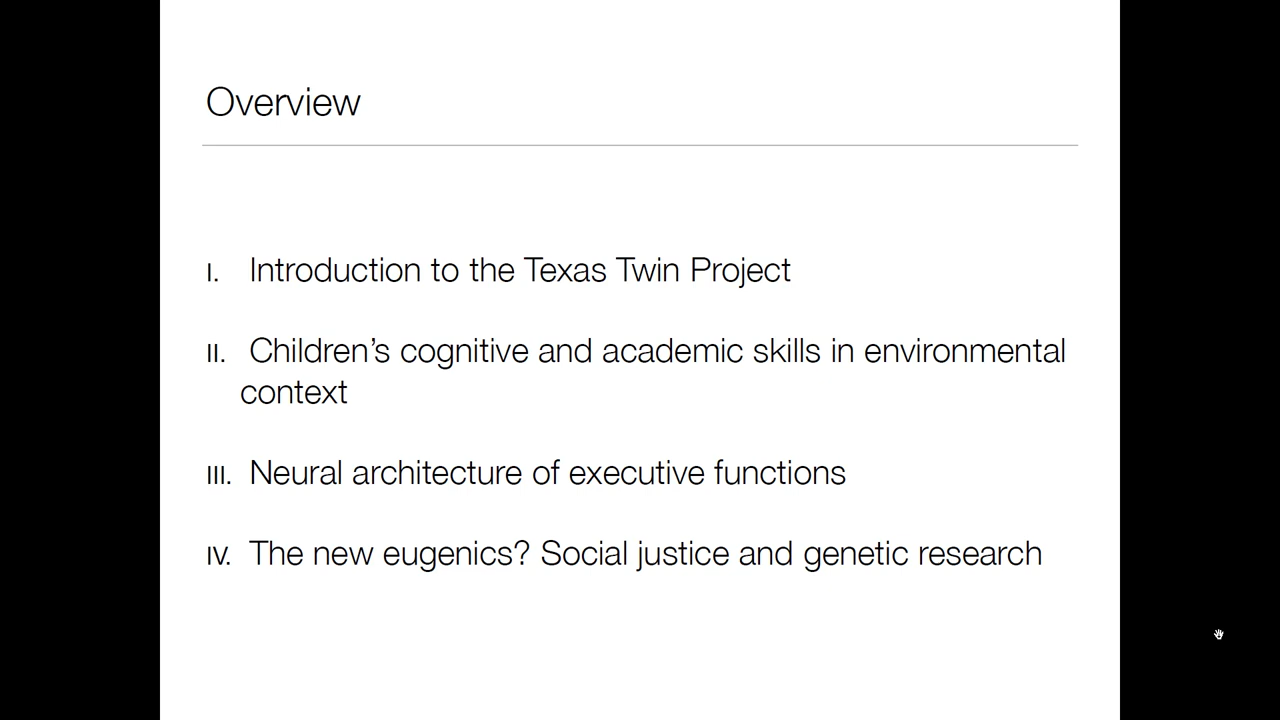 Overview
I. Introduction to the Texas Twin Project
II. Children’s cognitive and academic skills in environmental
context
III. Neural architecture of executive functions
IV. The new eugenics? Social justice and genetic research